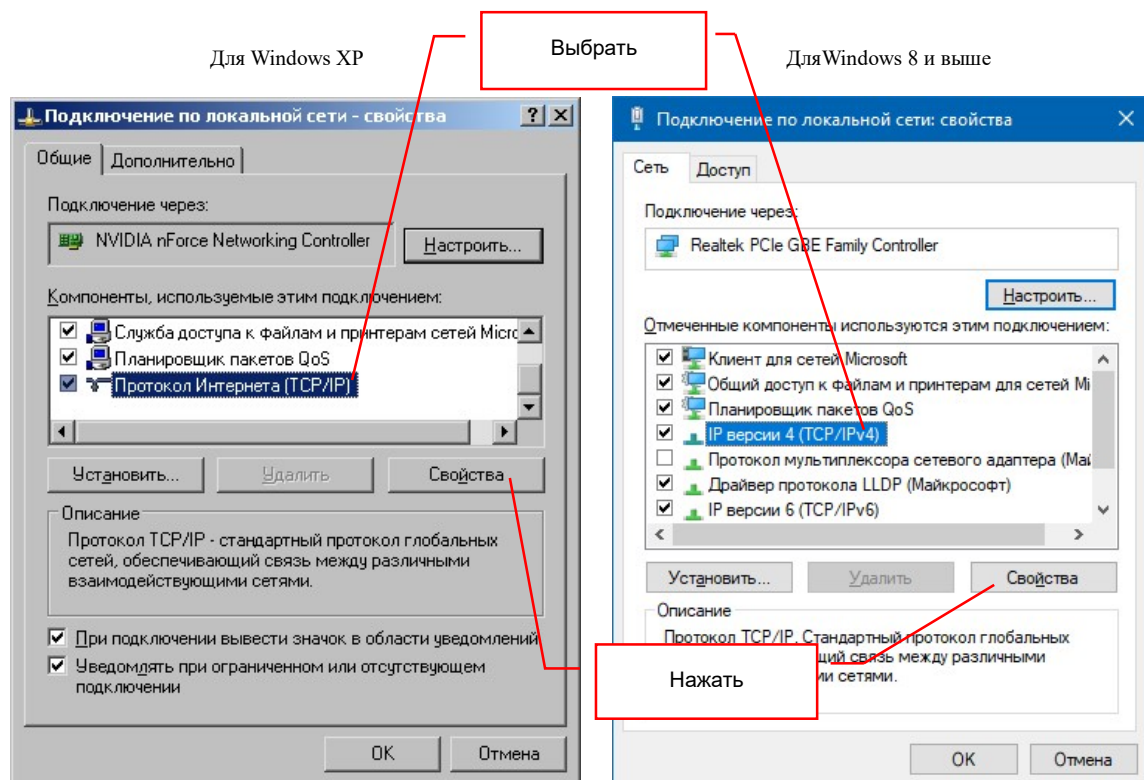 Для Windows XP
Выбрать
ДляWindows 8 и выше
Подключение по локальной сети - свойства
Общие
Дополнительно
Подключение через:
NVIDIA nForce Networking Controller
Настроить...
Компоненты, используемые этим подключением:
Служба доступа к файлам и принтерам сетей Micro
Планировщик пакетов QoS
Протокол Интернета (TCP/IP)
Установить...
Удалить
Свойства
Описание
Протокол TCP/IP - стандартный протокол глобальных
сетей, обеспечивающий связь между различными
взаимодействующими сетями.
При подключении вывести значок в области уведомлений
Уведомлять при ограниченном или отсутствующем
подключении
OK
Отмена
Подключение по локальной сети: свойства
Сеть
Доступ
Подключение через:
Realtek PCIe GBE Family Controller
Настроить...
Отмеченные компоненты используются этим подключением:
Клиент для сетей Microsoft
Общий доступ к файлам и принтерам для сетей Mi
Планировщик пакетов QoS
IP версии 4 (TCP/IPv4)
Протокол мультиплексора сетевого адаптера (Май
Драйвер протокола LLDP (Майкрософт)
IP версии 6 (TCP/IPv6)
Установить...
Удалить
Свойства
Описание
Протокол TCP/IP. Стандартный протокол глобальных
щий связь между различными
ми сетями.
Нажать
OK
Отмена